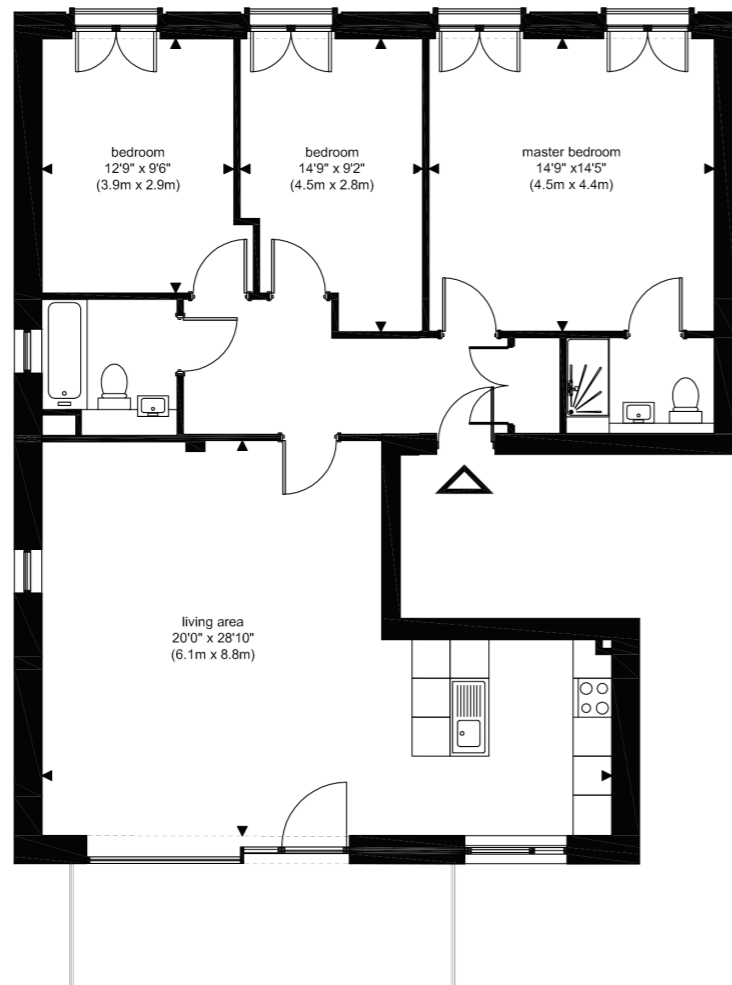 bedroom
12'9" x 9'6"
(3.9m x 2.9m)
bedroom
14'9" x 9'2"
(4.5m x 2.8m)
master bedroom
14'9" x14'5"
(4.5m x 4.4m)
living area
20'0" x 28'10"
(6.1m x 8.8m)